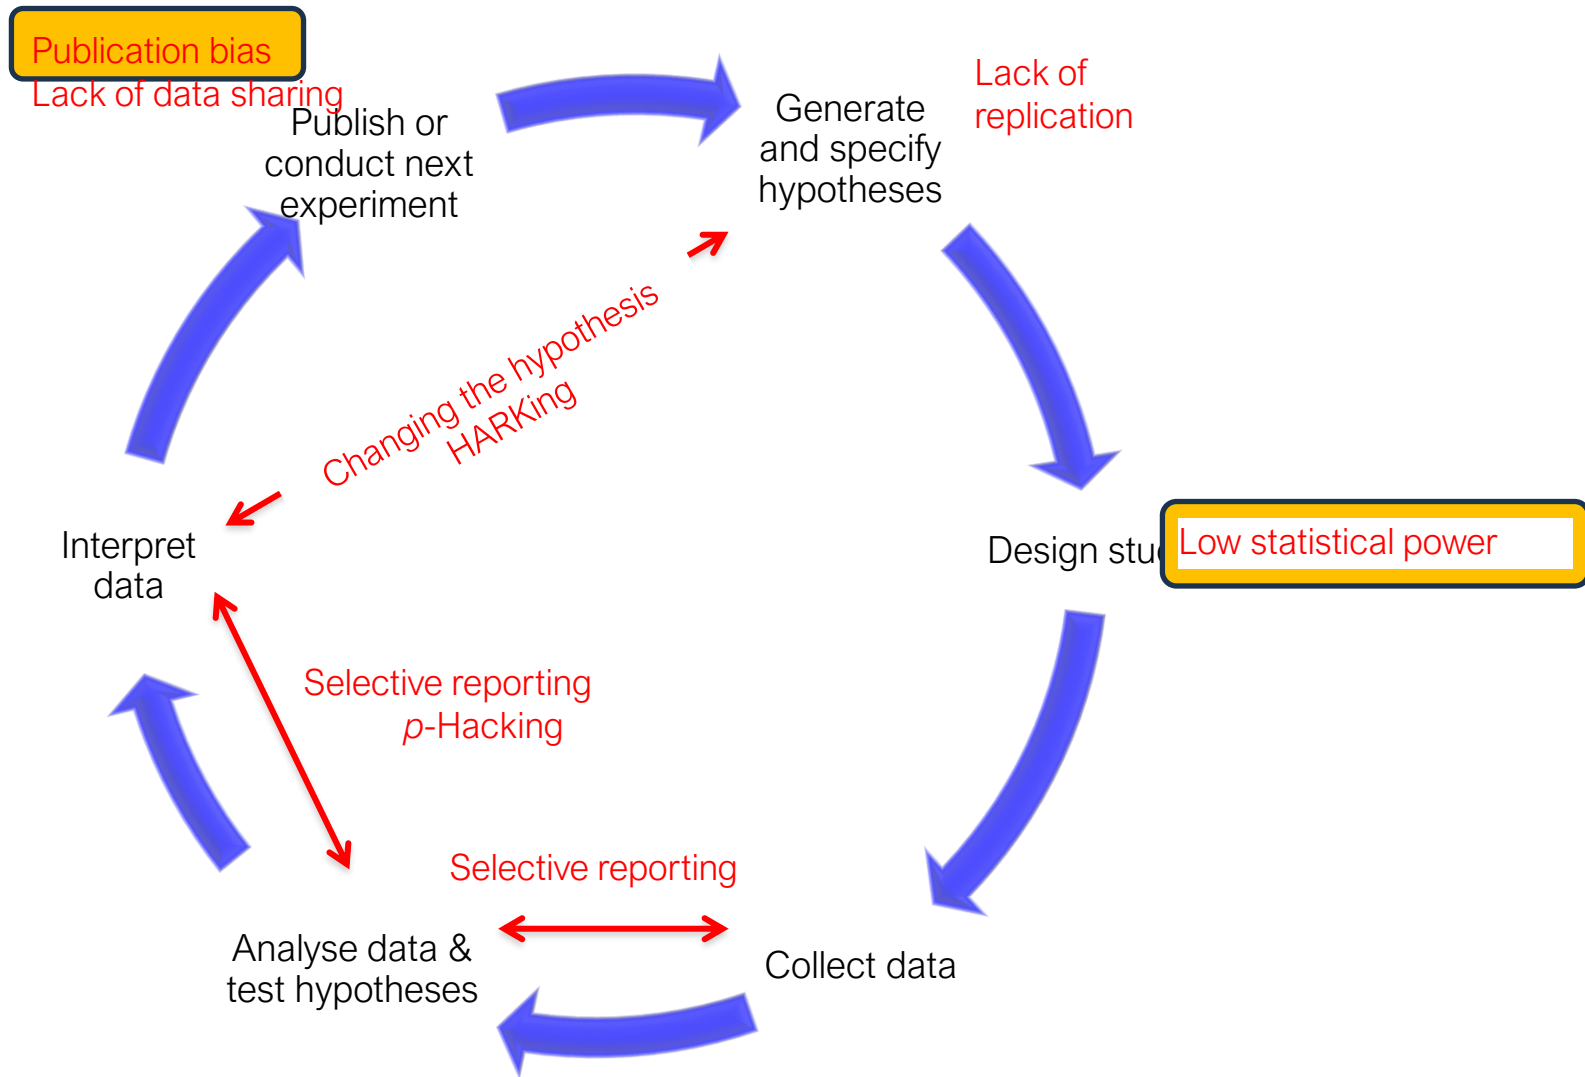 Publication bias
Lack of data sharing
Publish or
conduct next
experiment
Generate
and specify
hypotheses
Lack of
replication
Changing the hypothesis
HARKing
Interpret
data
Design stu
Low statistical power
Selective reporting
p-Hacking
Selective reporting
Analyse data &
test hypotheses
Collect data